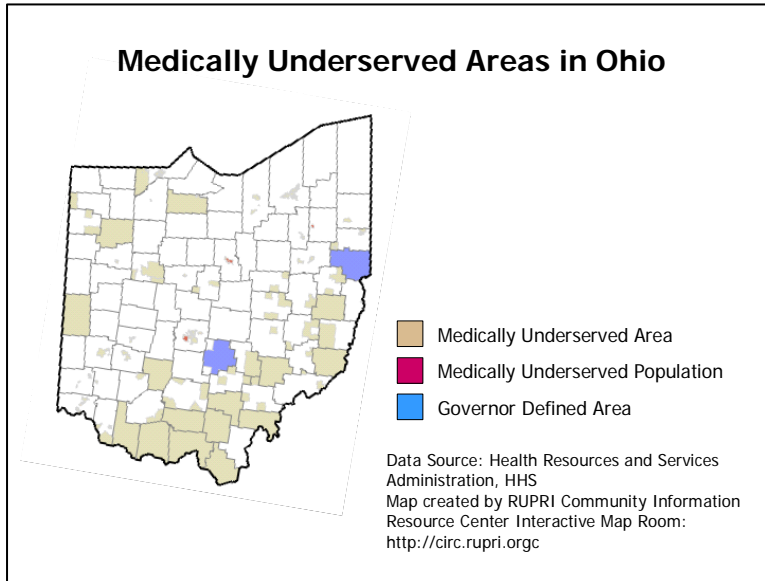 Medically Underserved Areas in Ohio
Medically Underserved Area
Medically Underserved Population
Governor Defined Area
Data Source: Health Resources and Services
Administration, HHS
Map created by RUPRI Community Information
Resource Center Interactive Map Room:
http://circ.rupri.orgc